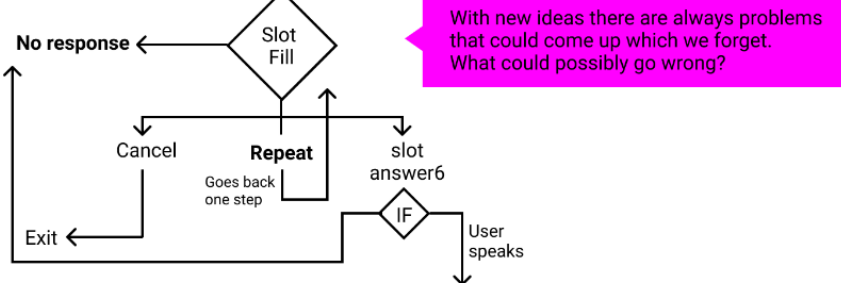 With new ideas there are always problems
that could come up which we forget.
What could possibly go wrong?
Slot
Fill
No response
Cancel
Repeat
slot
answer6
Goes back
one step
IF
Exit
User
speaks